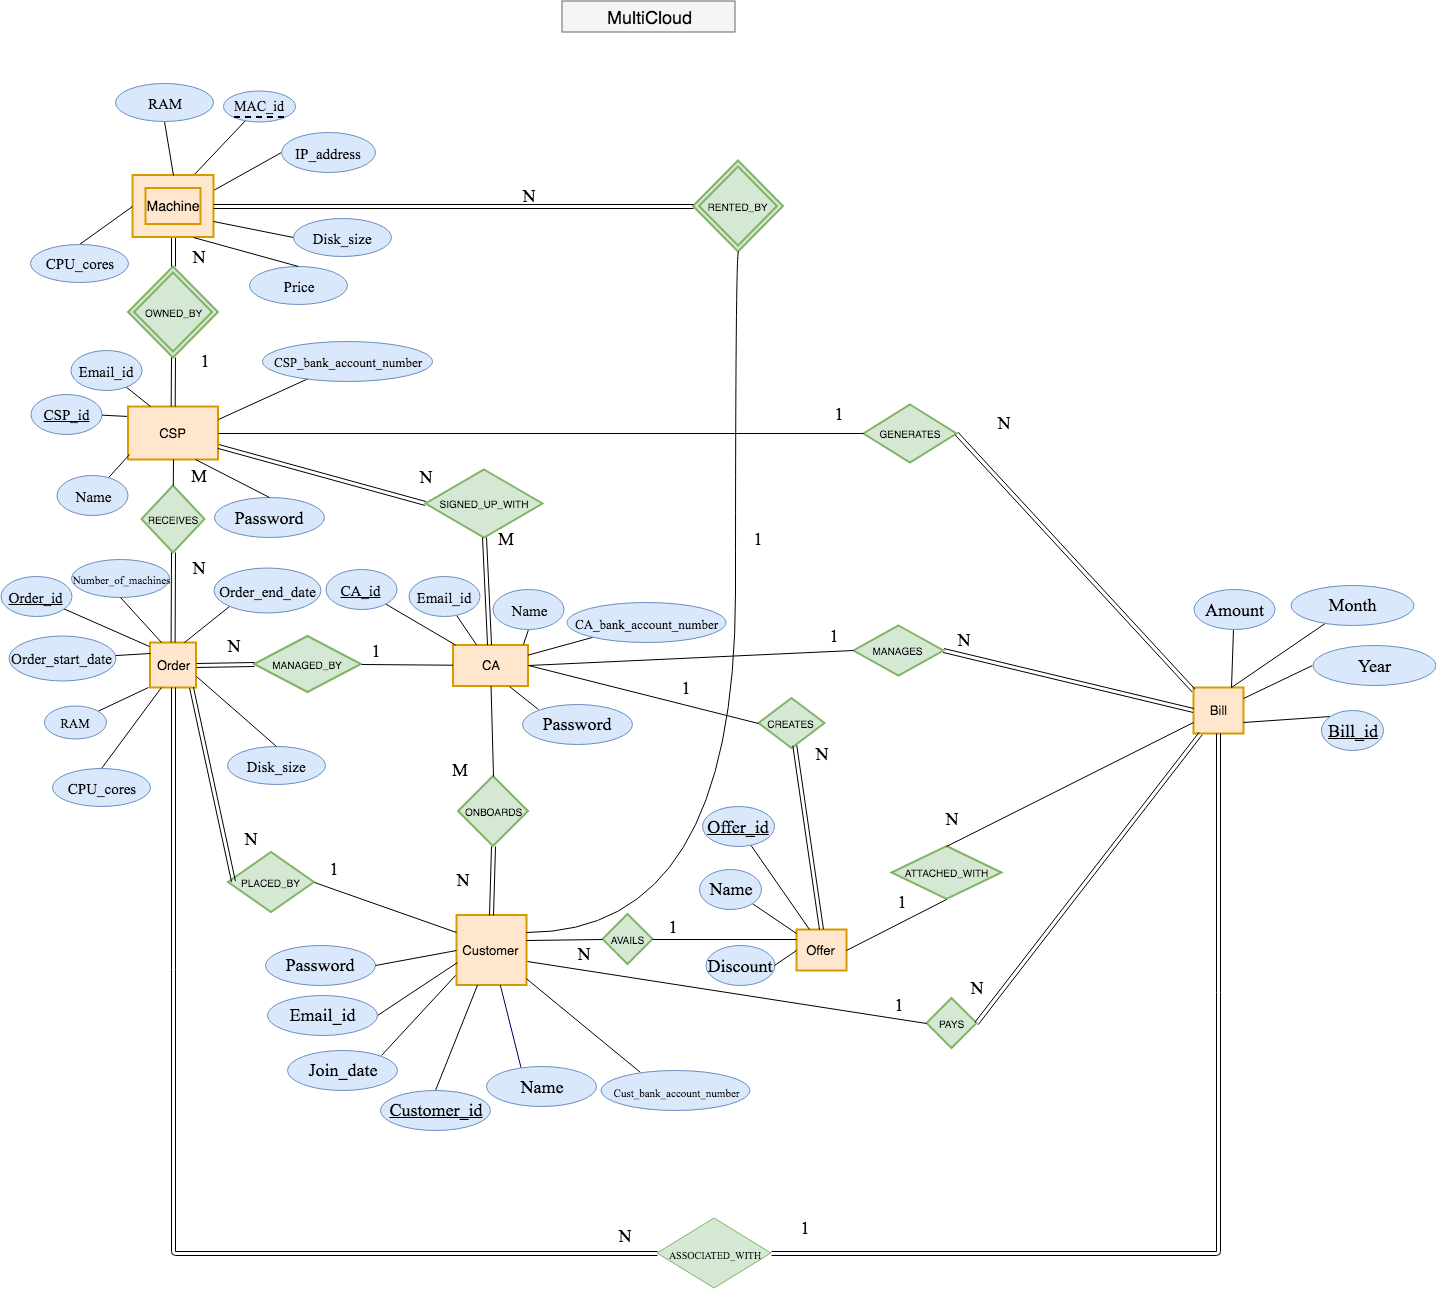 MultiCloud
RAM
MAC_id
IP_address
Machine
N
RENTED_BY
Disk_size
CPU_cores
N
Price
OWNED_BY
1
Email_id
CSP_bank_account_number
CSP_id
CSP
1
GENERATES
N
Name
M
N
SIGNED_UP_WITH
RECEIVES
Password
M
1
N
Number_of_machines
Order_id
Order_end_date
CA_id
Email_id
Name
CA_bank_account_number
Amount
Month
Order_start_date
Order
N
MANAGED_BY
1
CA
1
MANAGES
N
Year
RAM
Password
1
CREATES
N
Bill
Bill_id
CPU_cores
Disk_size
M
ONBOARDS
Offer_id
N
N
PLACED_BY
1
N
Name
ATTACHED_WITH
1
Customer
AVAILS
1
N
Offer
Discount
Password
Email_id
1
N
PAYS
Join_date
Name
Cust_bank_account_number
Customer_id
N
1
ASSOCIATED_WITH